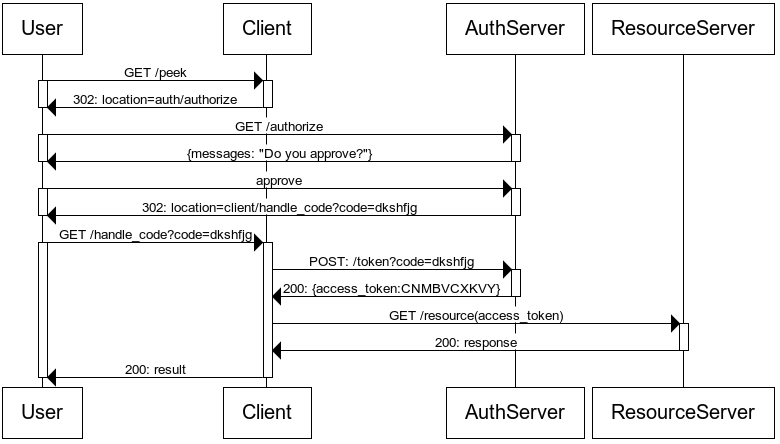 User Client AuthServer ResourceServer
GET /peek
302: location=auth/authorize
GET /authorize
{messages: "Do you approve?"}
approve
302: location=client/handle_code?code=dkshfjg
GET /handle_code?code=dkshfjg
POST: /token?code=dkshfjg
200: {access_token:CNMBVCXKVY}
GET /resource(access_token)
200: response
200: result
User Client AuthServer ResourceServer